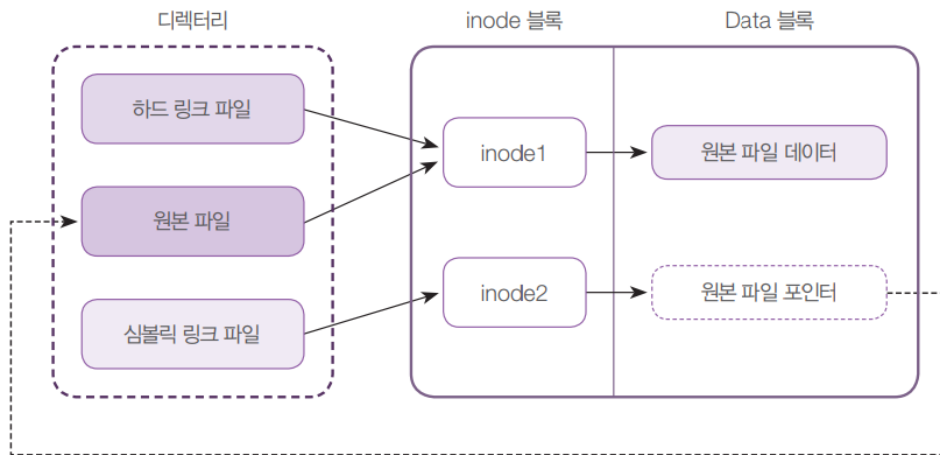 디렉터리
inode 블록
Data 블록
하드 링크 파일
inode1
원본 파일 데이터
원본 파일
심볼릭 링크 파일
inode2
원본 파일 포인터